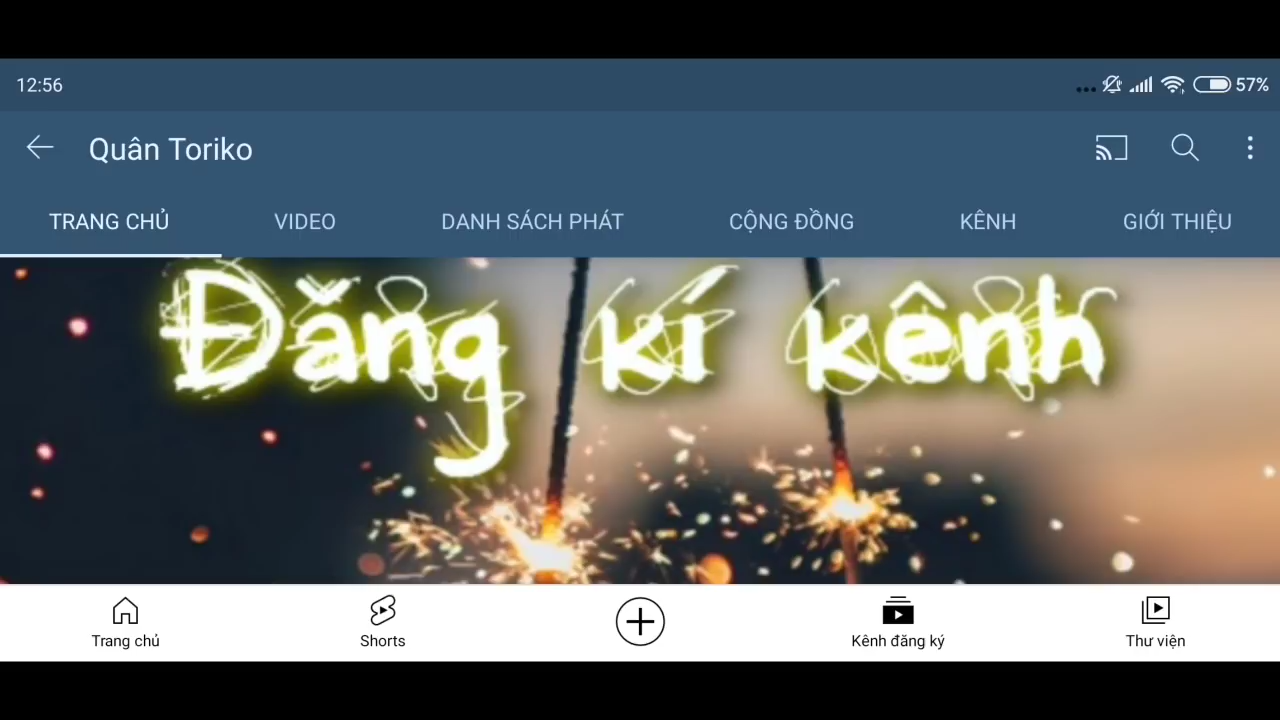 12:56
57%
Quân Toriko
TRANG CHỦ VIDEO DANH SÁCH PHÁT CỘNG ĐỒNG KÊNH GIỚI THIỆU
Đăng kí kênh
Trang chủ Shorts Kênh đăng ký Thư viện